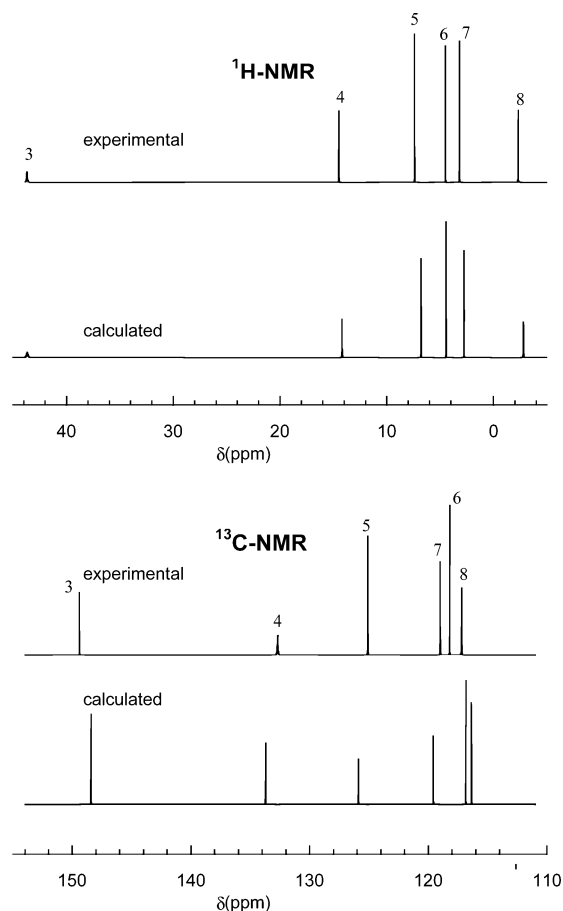 5
6
7
¹H-NMR
4
8
experimental
3
calculated
40 30 20 10 0
δ(ppm)
6
¹³C-NMR
5
7
3
experimental
8
4
calculated
150 140 130 120 110
δ(ppm)